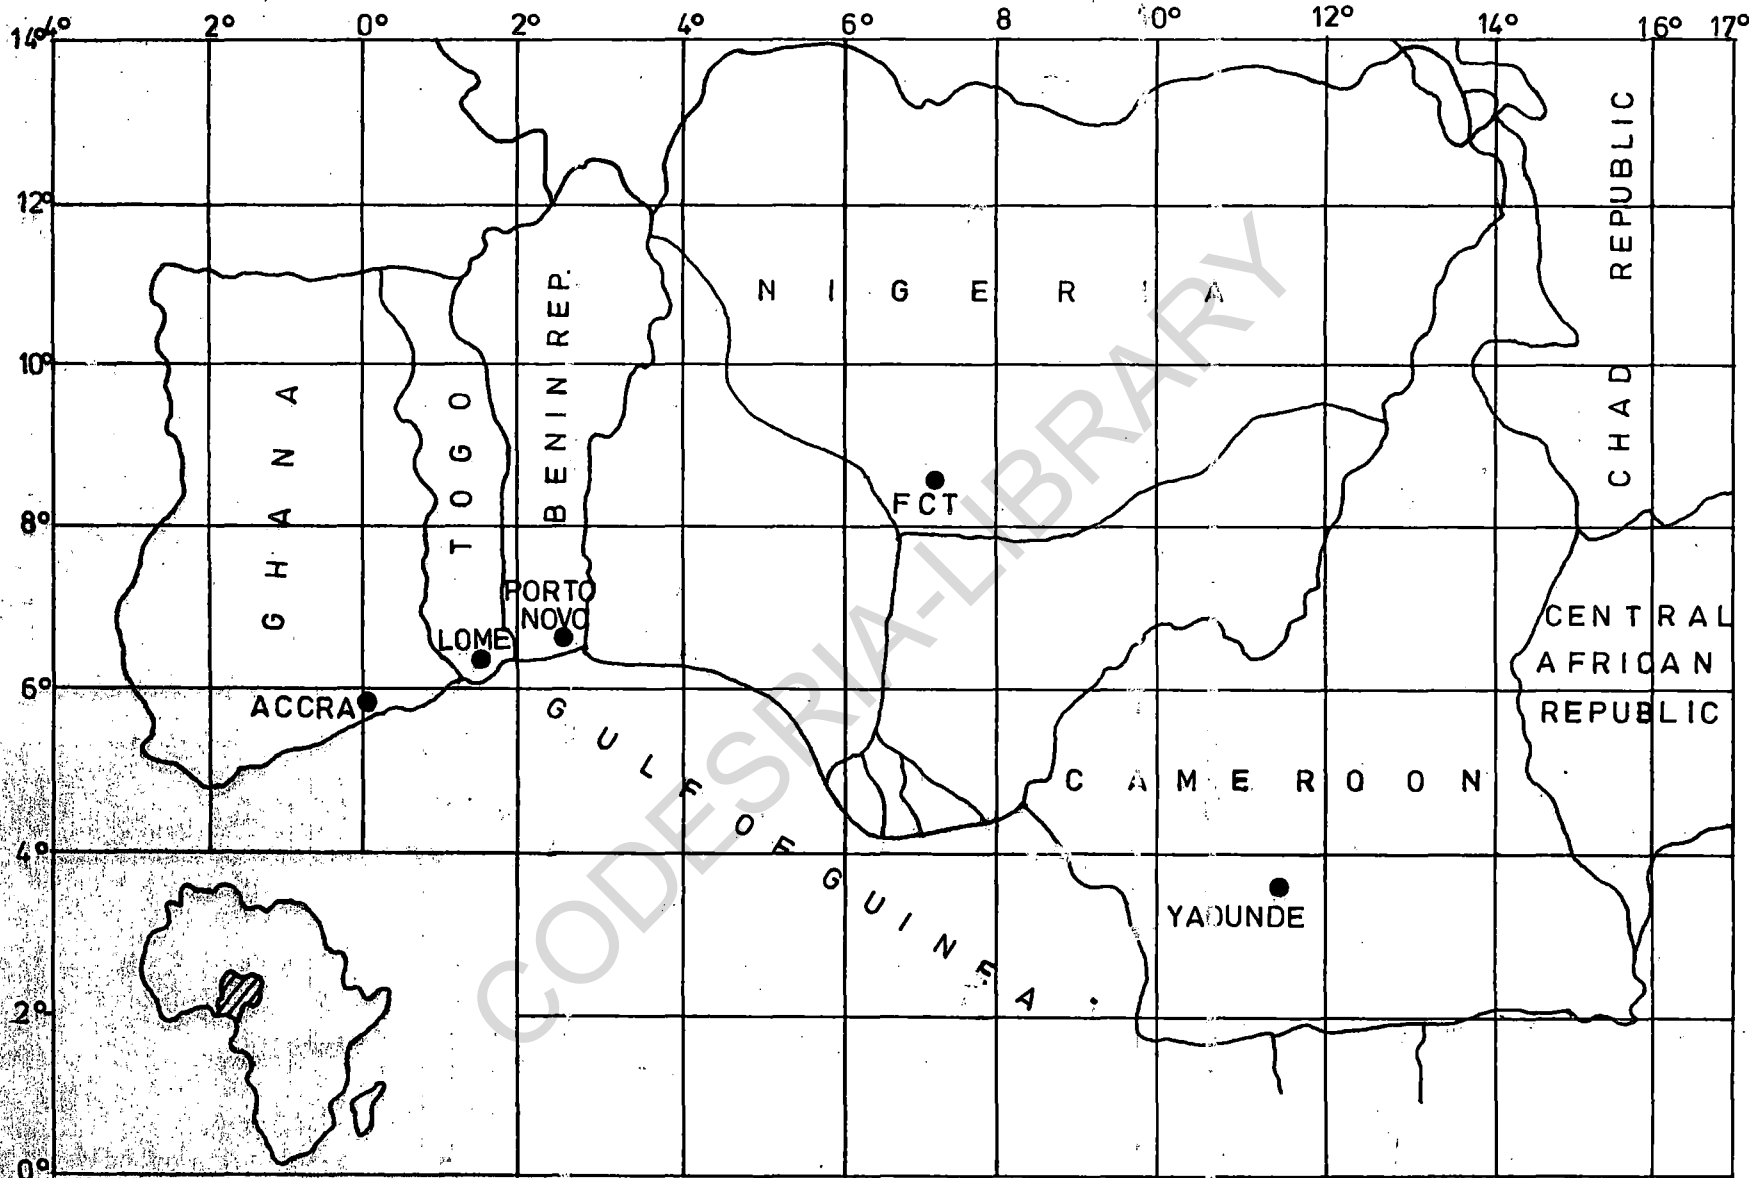 4° 2° 0° 2° 4° 6° 8 10° 12° 14° 16° 17°
14°
12°
10°
8°
6°
4°
2°
0°
NIGERIA
CHAD REPUBLIC
BENIN REP.
GHANA
TOGO
FCT
PORTO
NOVO
LOME
ACCRA
CENTRAL
AFRICAN
REPUBLIC
GULF OF GUINEA
CAMEROON
YAOUNDE
CODESRIA-LIBRARY